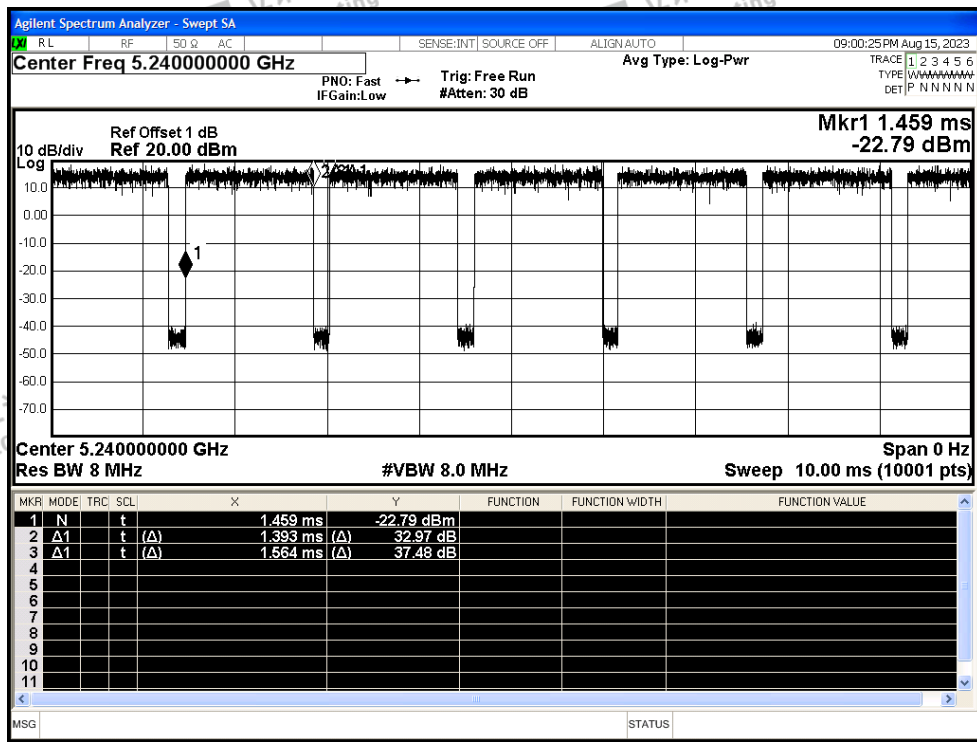 Agilent Spectrum Analyzer - Swept SA
LXI RL RF 50 Ω AC SENSE:INT SOURCE OFF ALIGN AUTO 09:00:25 PM Aug 15, 2023
Center Freq 5.240000000 GHz Avg Type: Log-Pwr TRACE 1 2 3 4 5 6
PNO: Fast Trig: Free Run TYPE
IFGain:Low #Atten: 30 dB DET P N N N N N
Mkr1 1.459 ms
Ref Offset 1 dB
10 dB/div Ref 20.00 dBm -22.79 dBm
Log
10.0
0.00
-10.0
1
-20.0
-30.0
-40.0
-50.0
-60.0
-70.0
Center 5.240000000 GHz Span 0 Hz
Res BW 8 MHz #VBW 8.0 MHz Sweep 10.00 ms (10001 pts)
MKR MODE TRC SCL X Y FUNCTION FUNCTION WIDTH FUNCTION VALUE
1 N t 1.459 ms -22.79 dBm
2 Δ1 t (Δ) 1.393 ms (Δ) 32.97 dB
3 Δ1 t (Δ) 1.564 ms (Δ) 37.48 dB
4
5
6
7
8
9
10
11
MSG STATUS